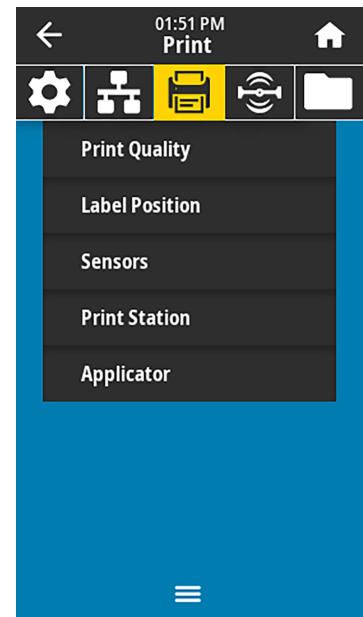 01:51 PM
Print
Print Quality
Label Position
Sensors
Print Station
Applicator